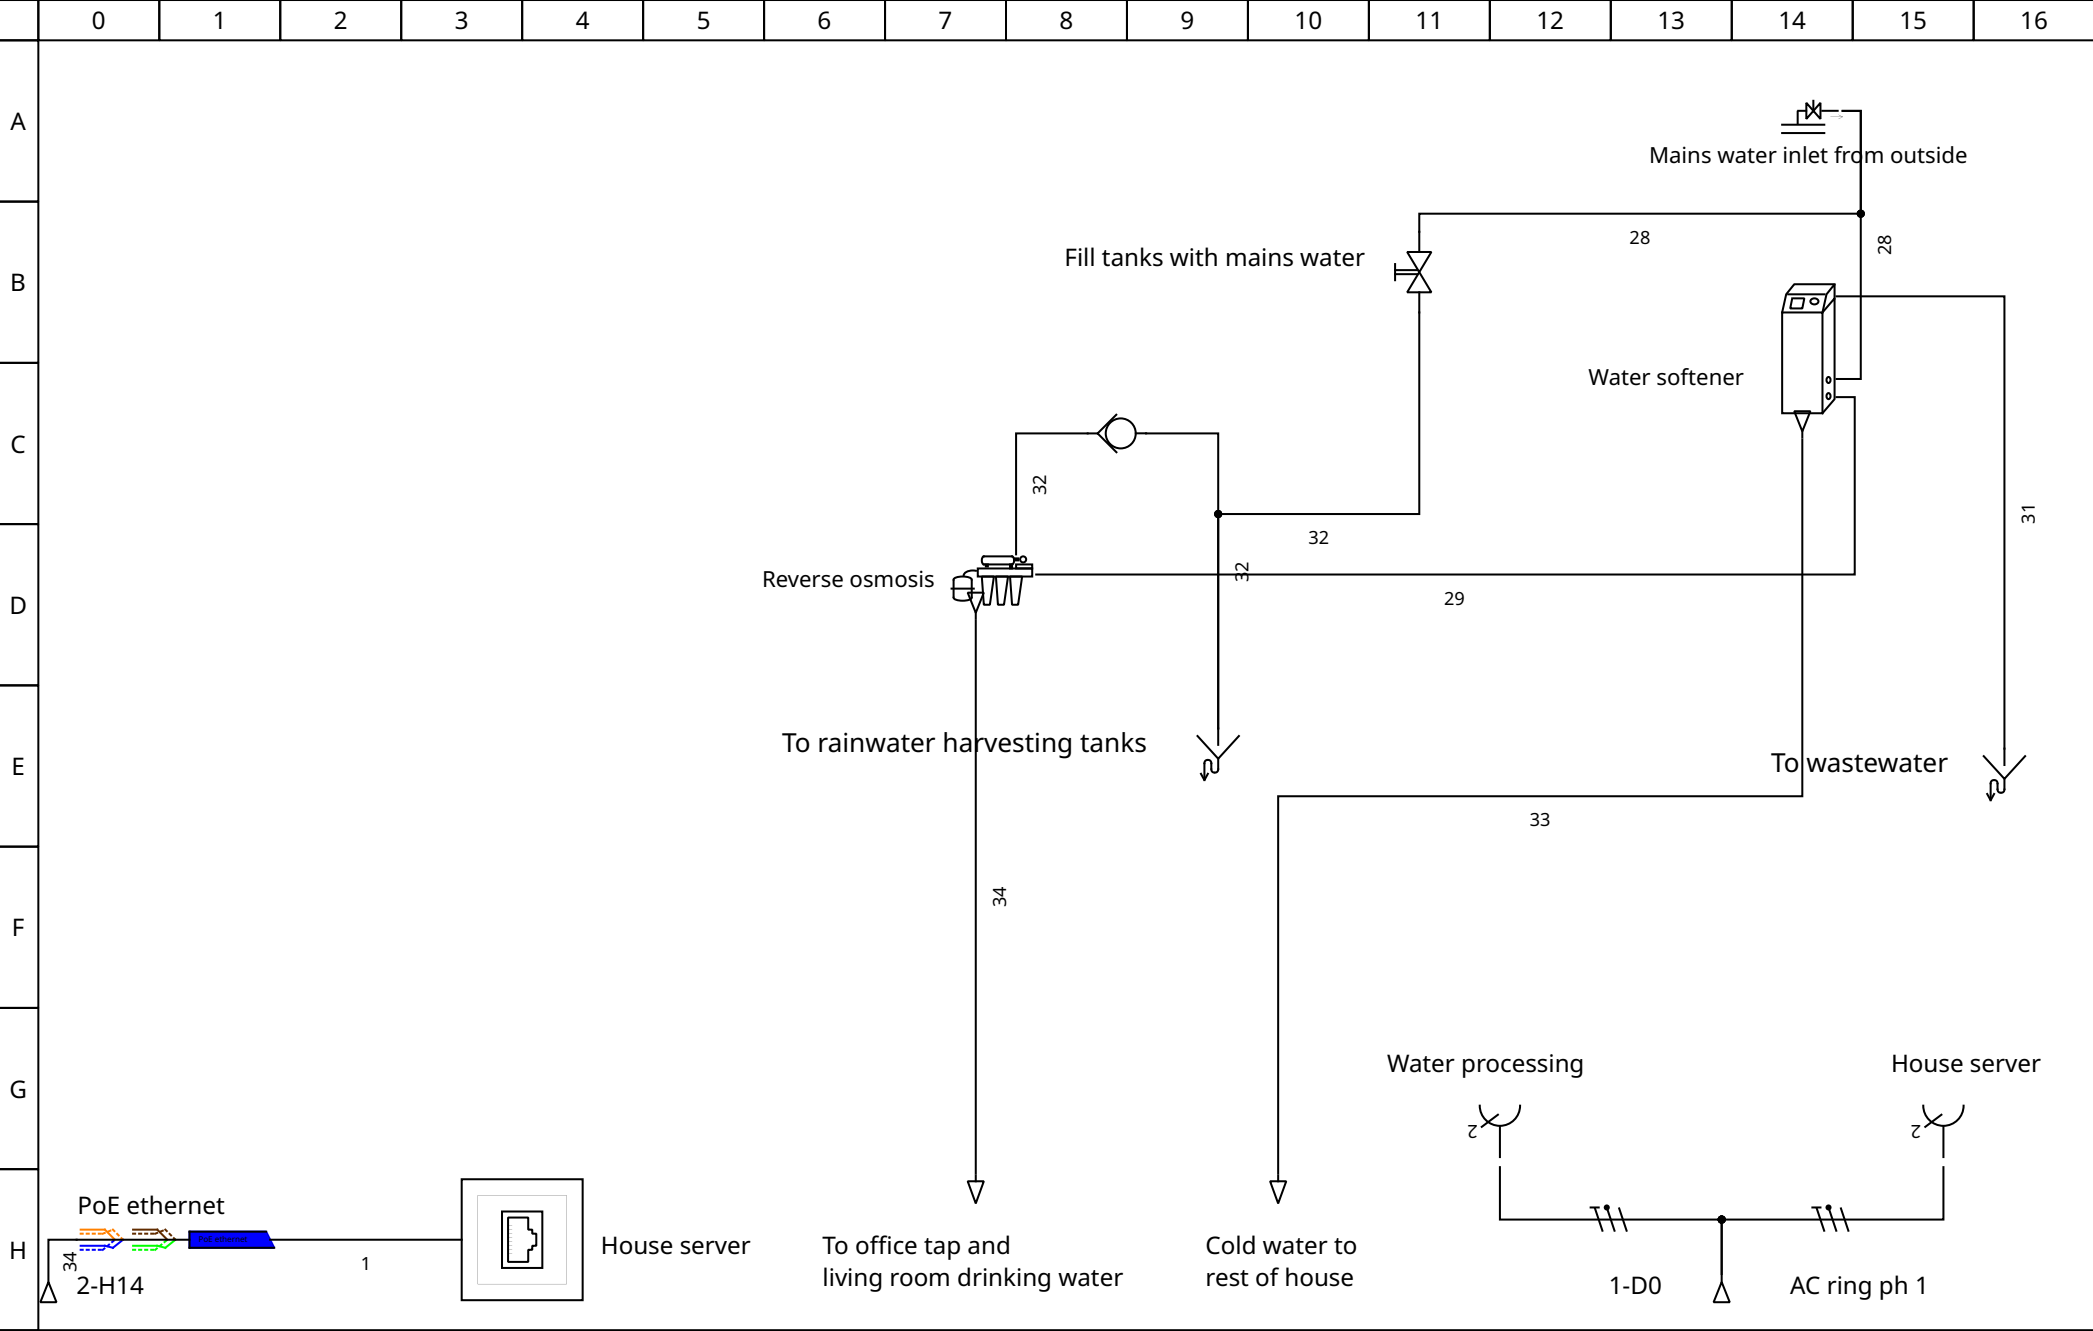 0 1 2 3 4 5 6 7 8 9 10 11 12 13 14 15 16
A
Mains water inlet from outside
28
28
Fill tanks with mains water
B
Water softener
C
32
31
32
32
Reverse osmosis
29
D
To rainwater harvesting tanks
To wastewater
E
33
34
F
Water processing
House server
G
2
2
PoE ethernet
PoE ethernet
H
34
1
House server
To office tap and
living room drinking water
Cold water to
rest of house
2-H14
1-D0
AC ring ph 1